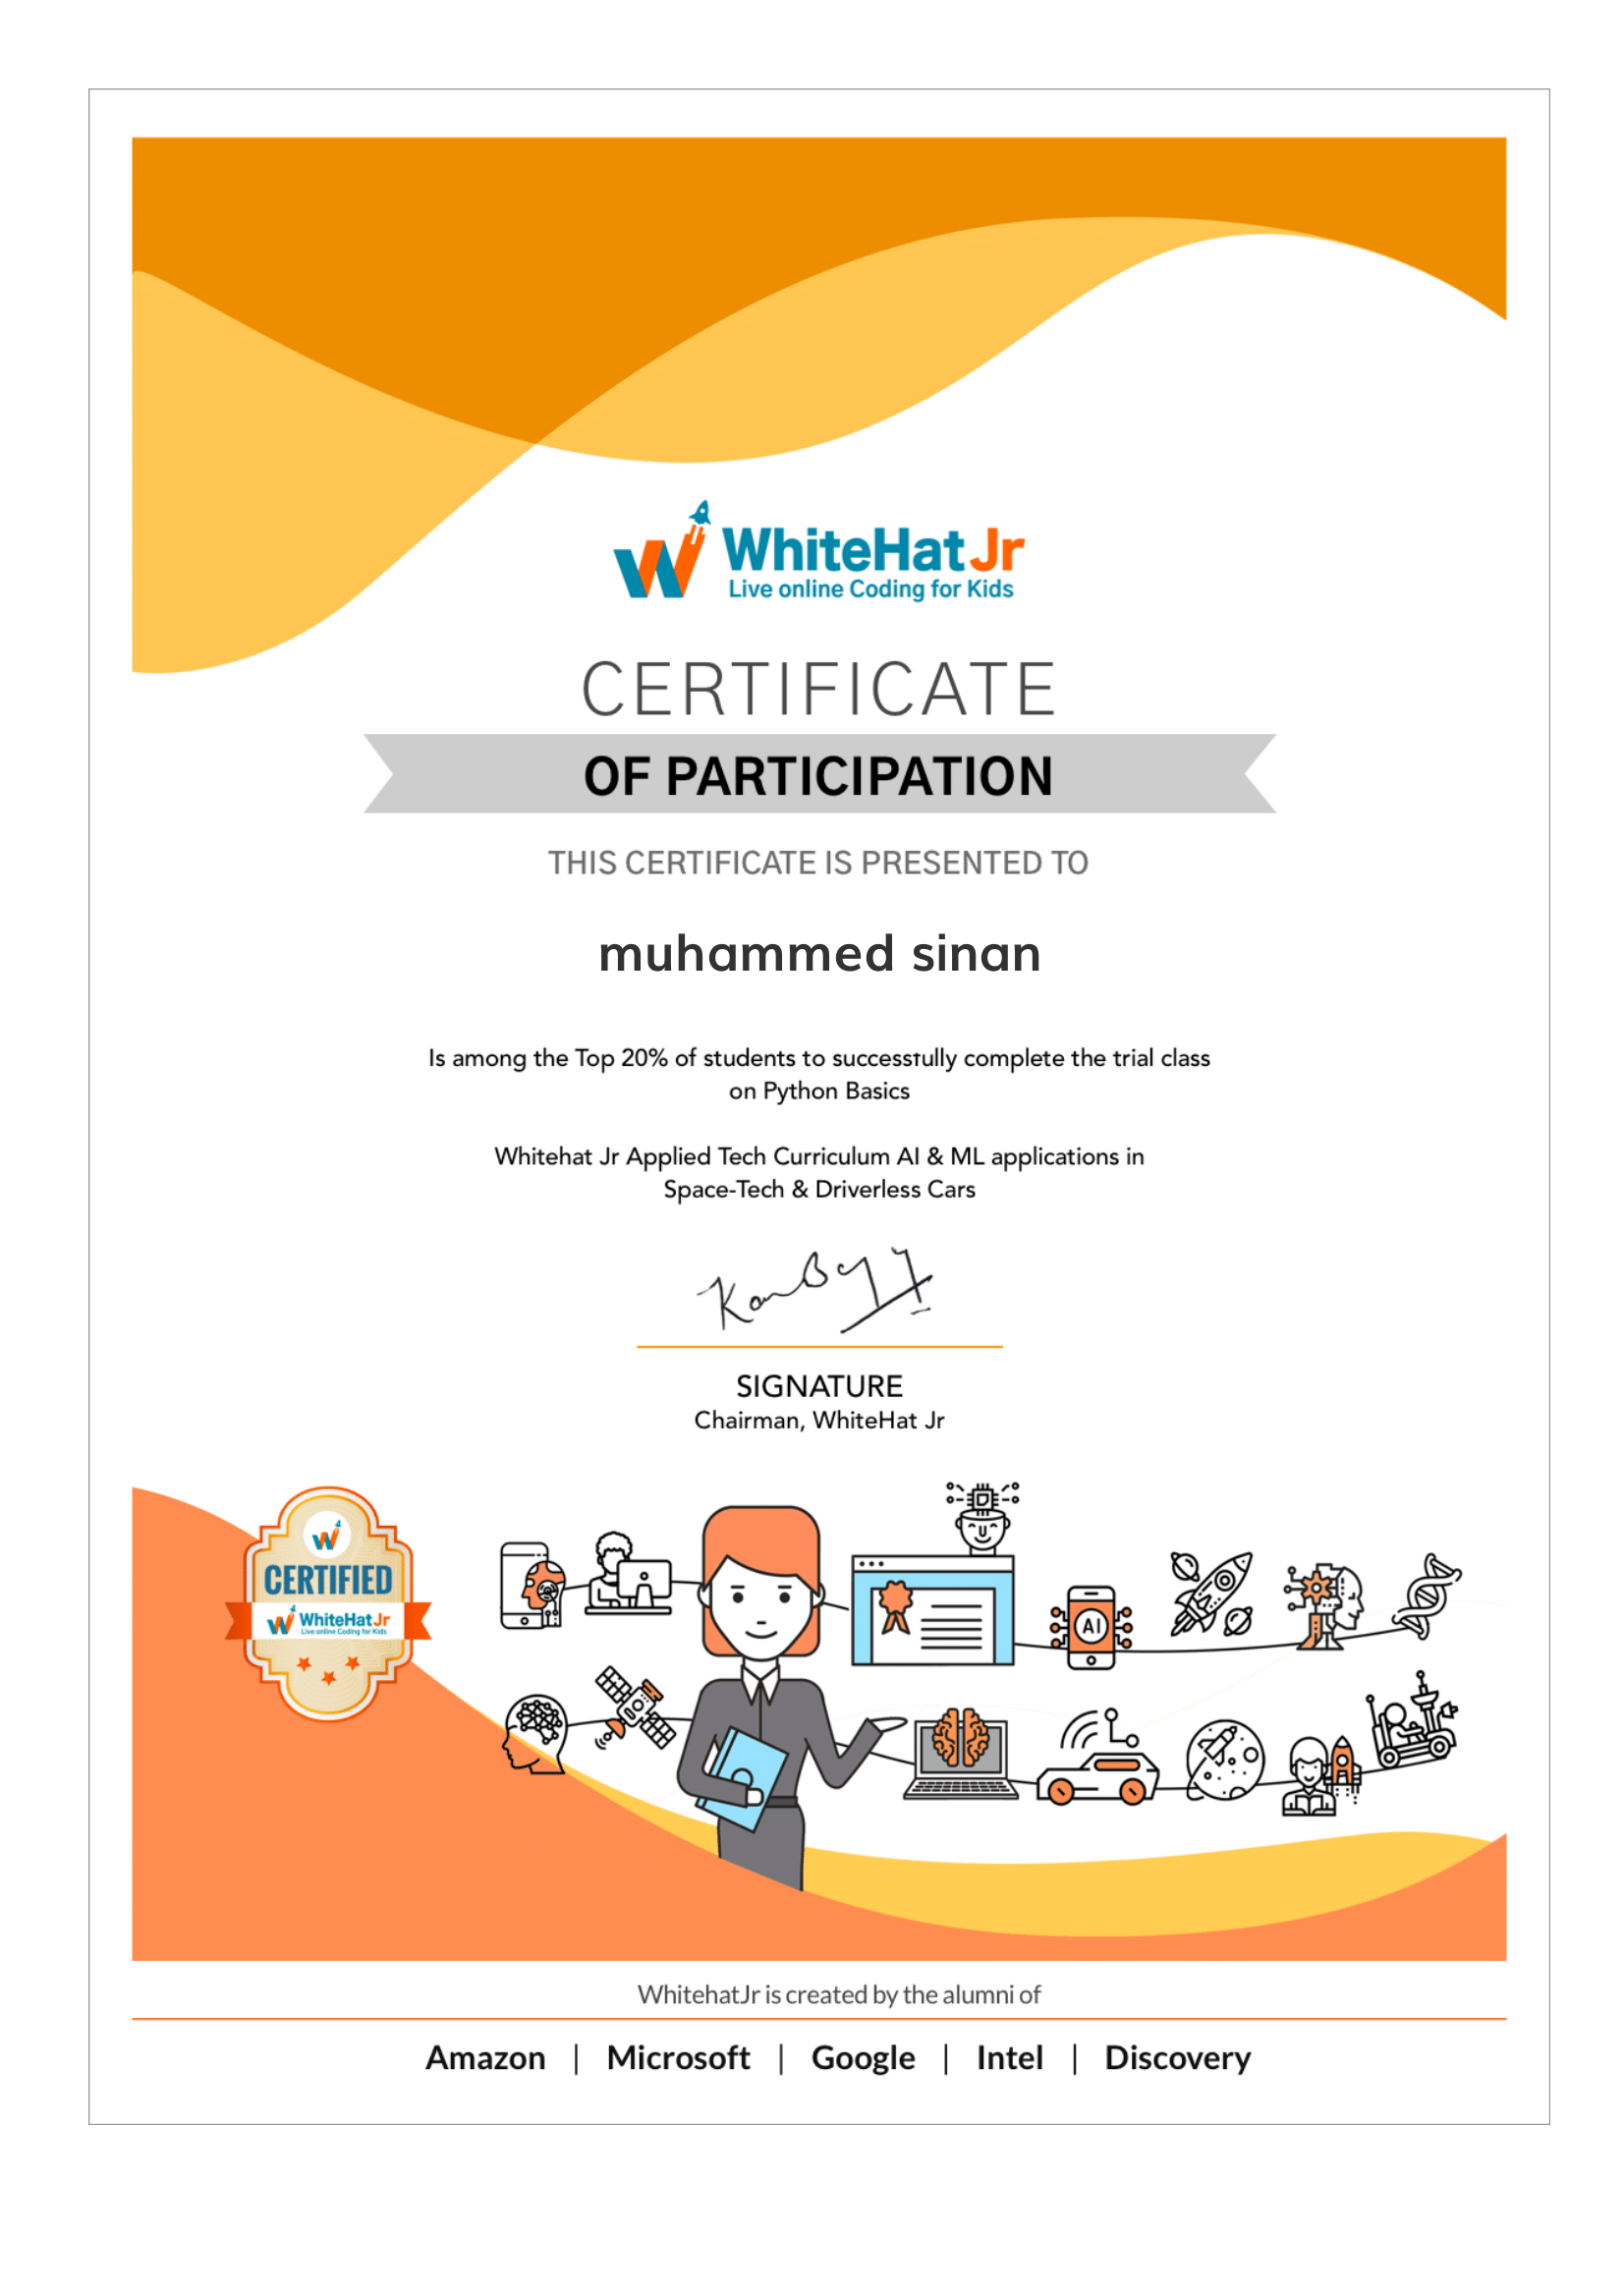 WhiteHat Jr
Live online Coding for Kids
CERTIFICATE
OF PARTICIPATION
THIS CERTIFICATE IS PRESENTED TO
muhammed sinan
Is among the Top 20% of students to successfully complete the trial class
on Python Basics
Whitehat Jr Applied Tech Curriculum AI & ML applications in
Space-Tech & Driverless Cars
SIGNATURE
Chairman, WhiteHat Jr
CERTIFIED
WhiteHat Jr
Live online Coding for Kids
AI
WhitehatJr is created by the alumni of
Amazon | Microsoft | Google | Intel | Discovery